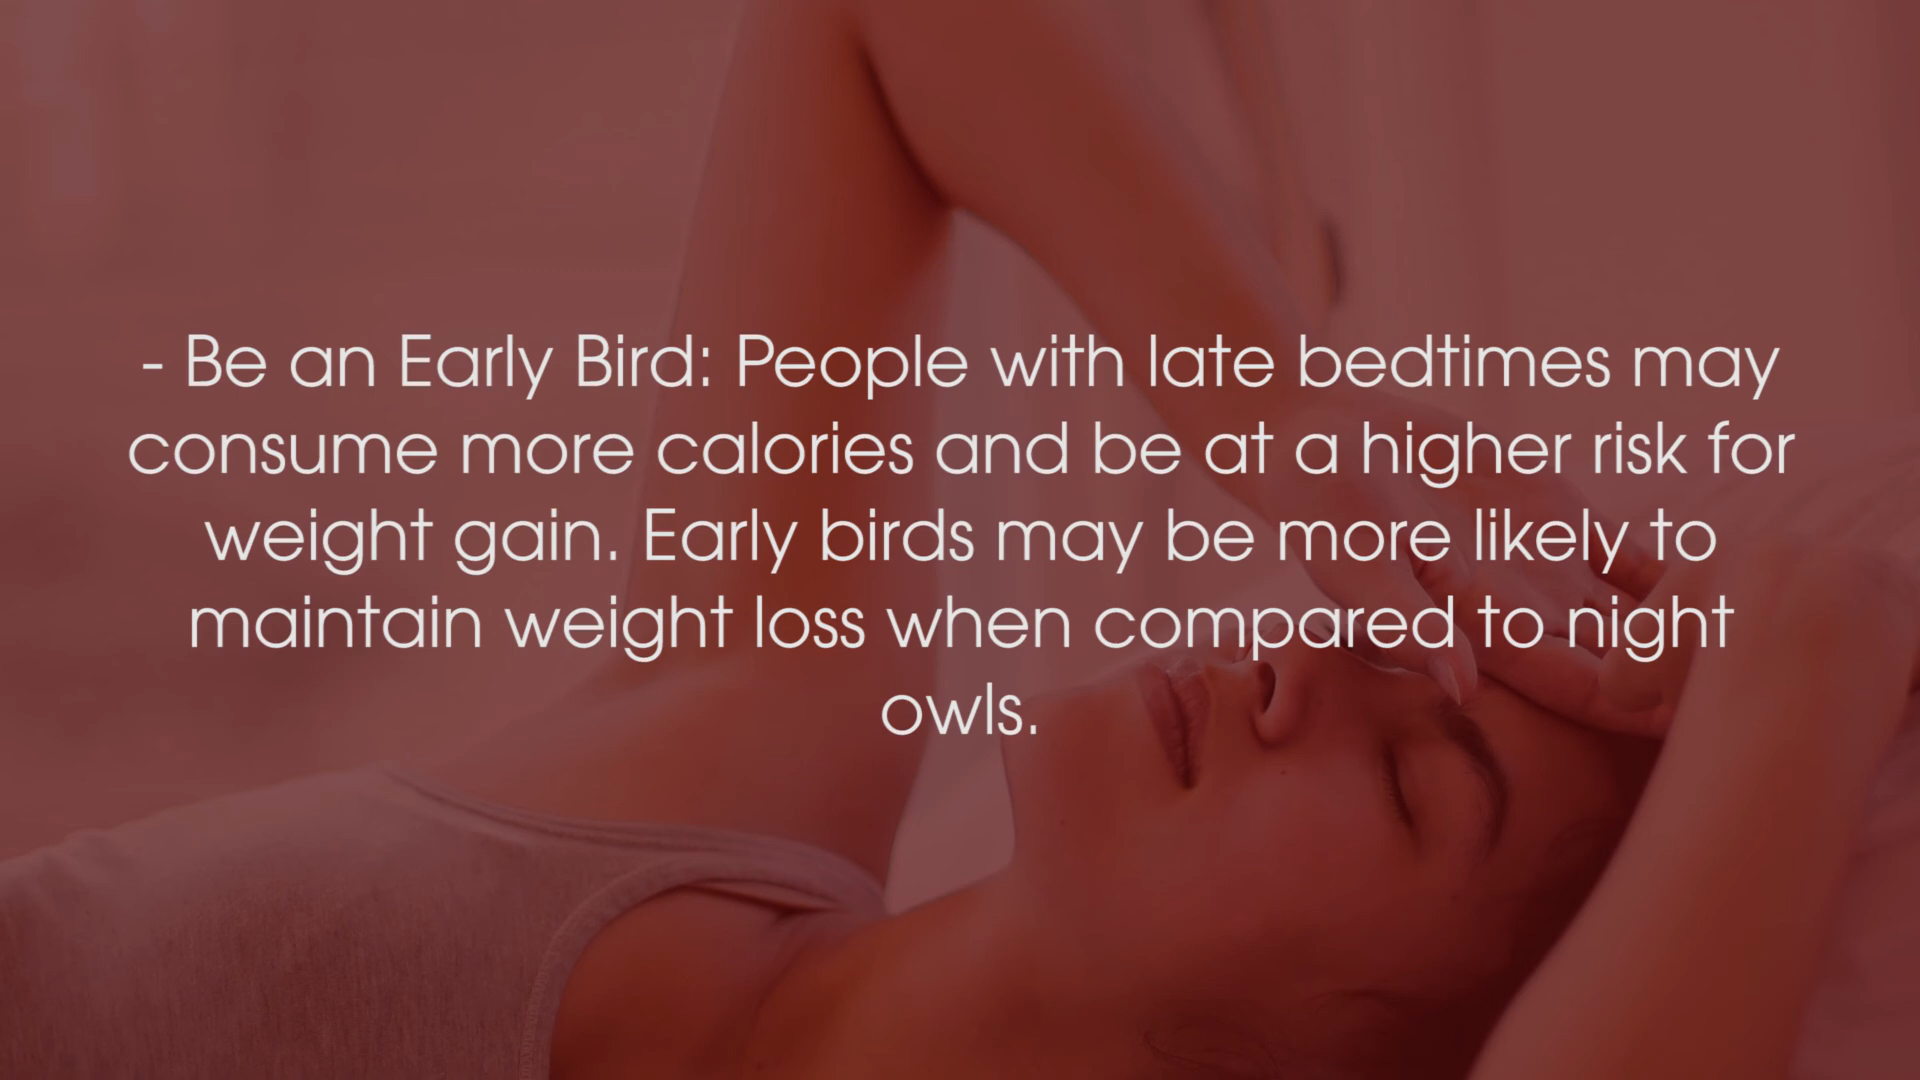 - Be an Early Bird: People with late bedtimes may
consume more calories and be at a higher risk for
weight gain. Early birds may be more likely to
maintain weight loss when compared to night
owls.